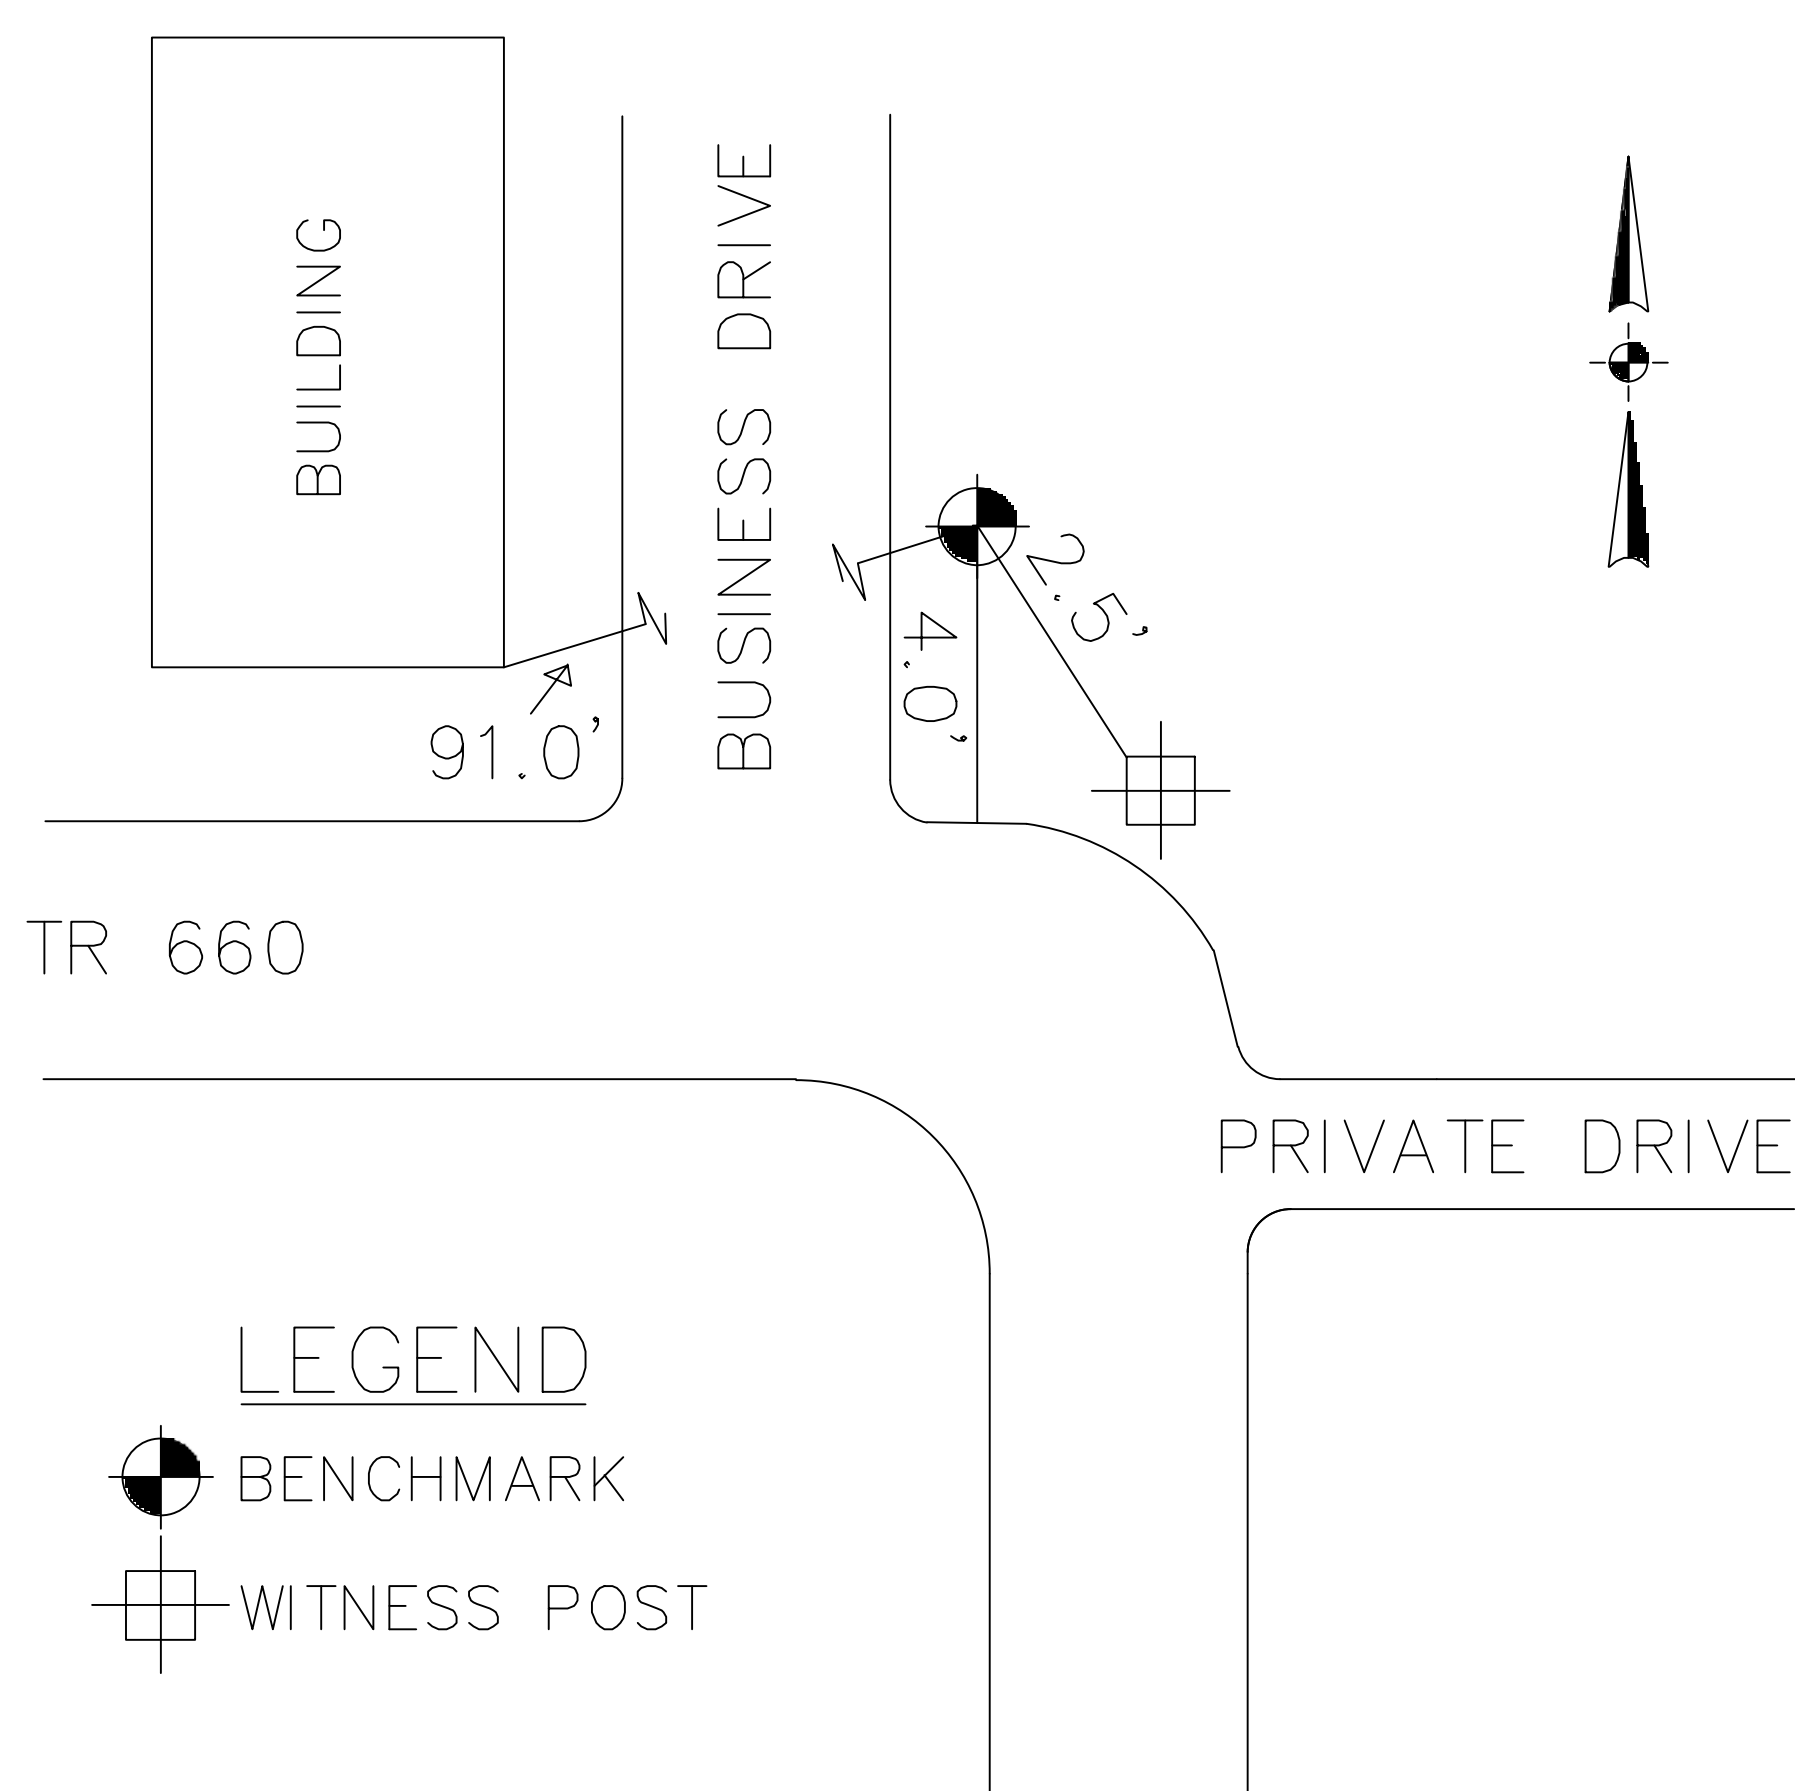 BUILDING
BUSINESS DRIVE
2.5'
4.0'
91.0'
TR 660
PRIVATE DRIVE
LEGEND
BENCHMARK
WITNESS POST